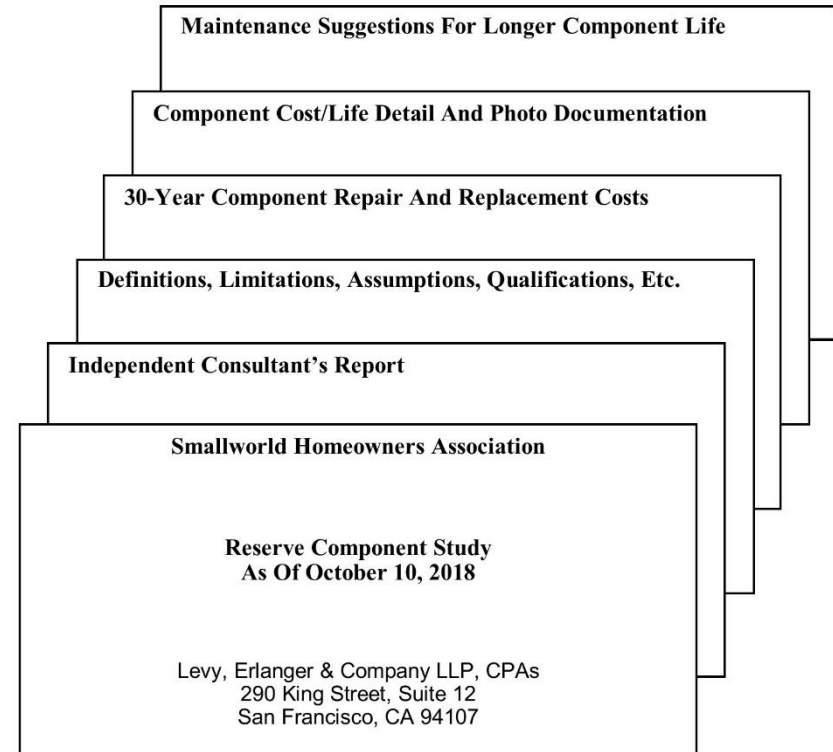 Maintenance Suggestions For Longer Component Life
Component Cost/Life Detail And Photo Documentation
30-Year Component Repair And Replacement Costs
Definitions, Limitations, Assumptions, Qualifications, Etc.
Independent Consultant's Report
Smallworld Homeowners Association
Reserve Component Study
As Of October 10, 2018
Levy, Erlanger & Company LLP, CPAs
290 King Street, Suite 12
San Francisco, CA 94107